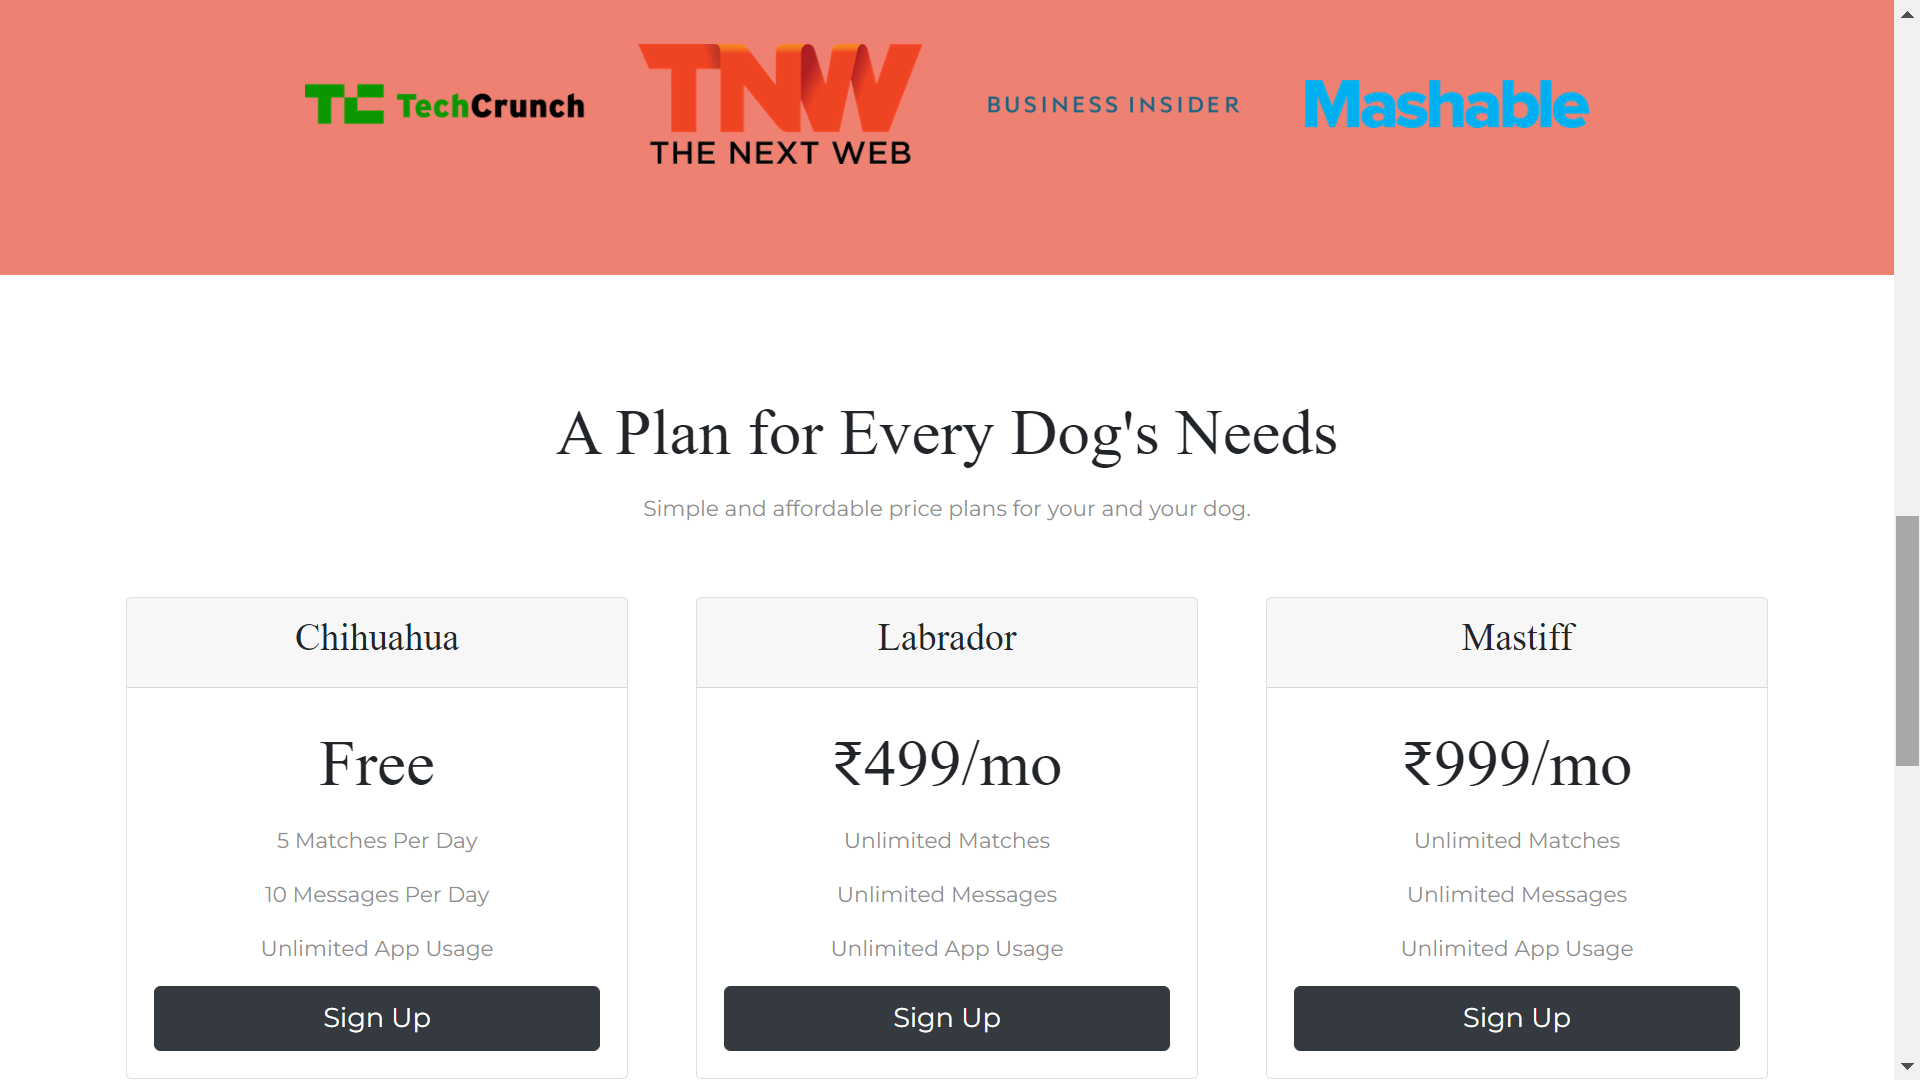 TC TechCrunch
TNW
THE NEXT WEB
BUSINESS INSIDER
Mashable
A Plan for Every Dog's Needs
Simple and affordable price plans for your and your dog.
Chihuahua
Free
5 Matches Per Day
10 Messages Per Day
Unlimited App Usage
Sign Up
Labrador
₹499/mo
Unlimited Matches
Unlimited Messages
Unlimited App Usage
Sign Up
Mastiff
₹999/mo
Unlimited Matches
Unlimited Messages
Unlimited App Usage
Sign Up